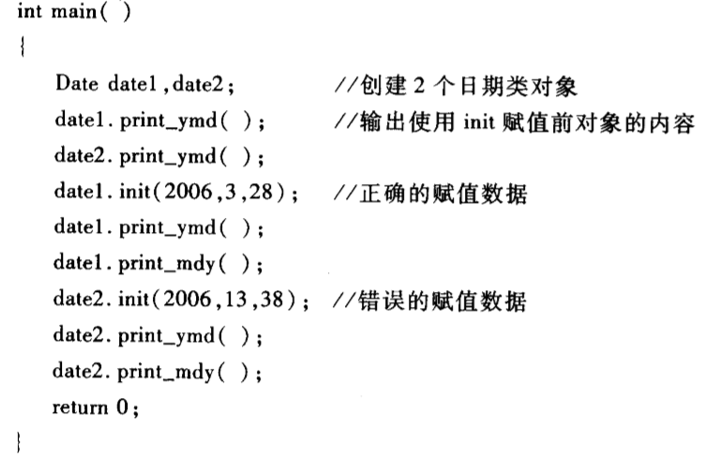 int main( )
{
Date date1,date2; //创建 2 个日期类对象
date1. print_ymd( ); //输出使用 init 赋值前对象的内容
date2. print_ymd( );
date1. init(2006,3,28); //正确的赋值数据
date1. print_ymd( );
date1. print_mdy( );
date2. init(2006,13,38); //错误的赋值数据
date2. print_ymd( );
date2. print_mdy( );
return 0;
}